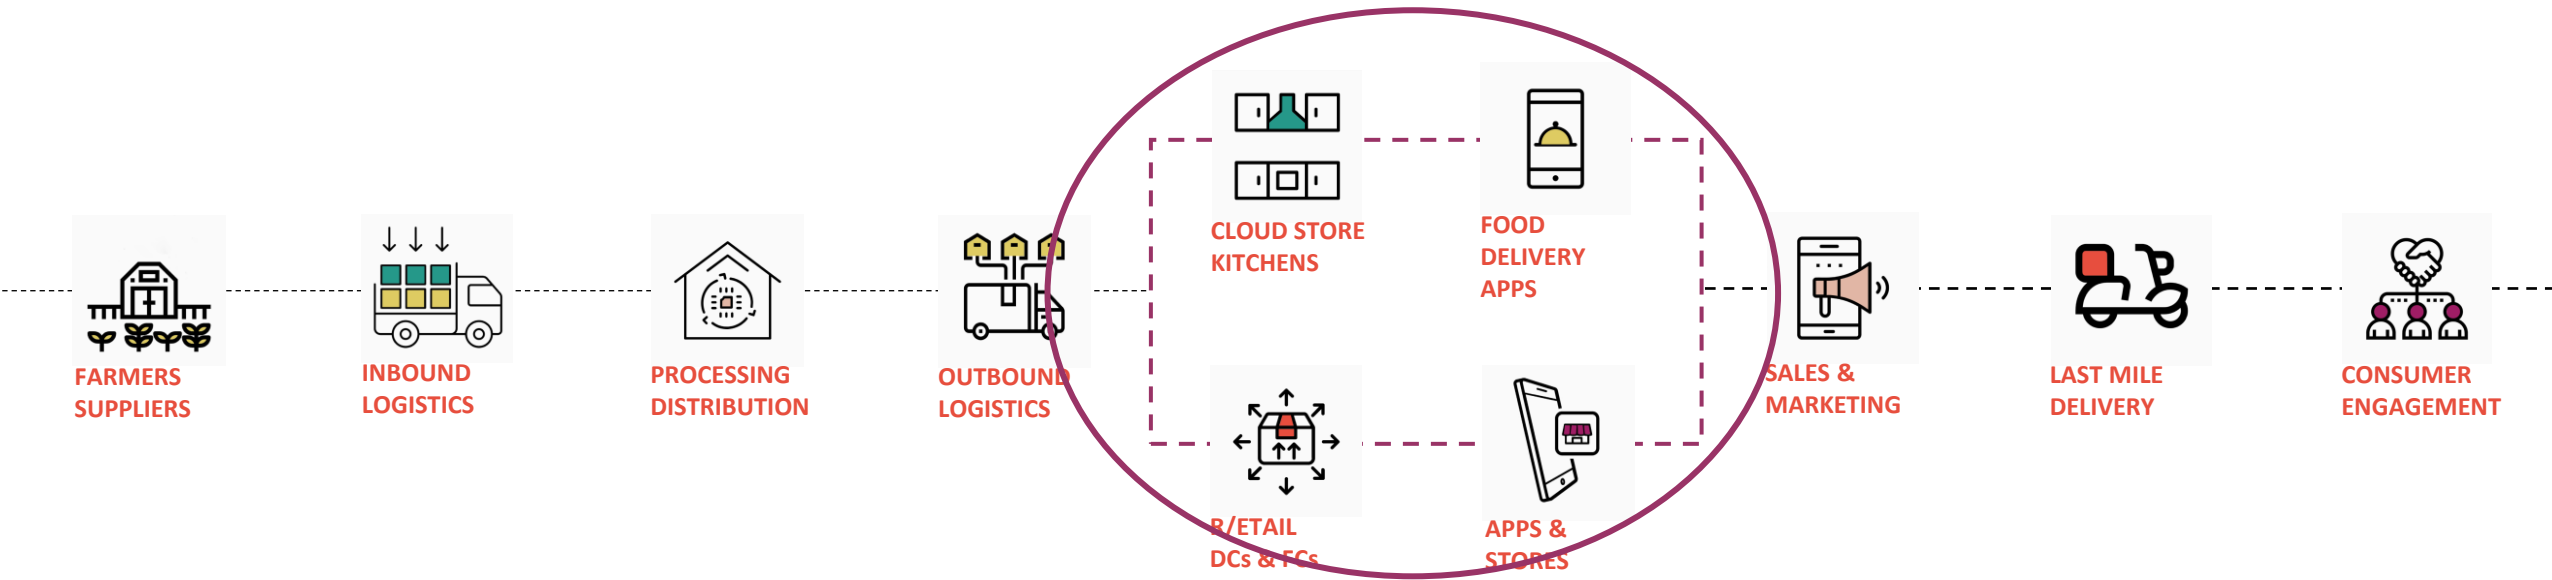 FARMERS
SUPPLIERS
INBOUND
LOGISTICS
PROCESSING
DISTRIBUTION
OUTBOUND
LOGISTICS
CLOUD STORE
KITCHENS
FOOD
DELIVERY
APPS
R/ETAIL
DCs & FCs
APPS &
STORES
SALES &
MARKETING
LAST MILE
DELIVERY
CONSUMER
ENGAGEMENT